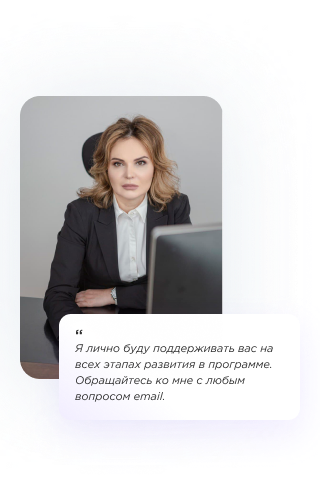 “
Я лично буду поддерживать вас на
всех этапах развития в программе.
Обращайтесь ко мне с любым
вопросом email.